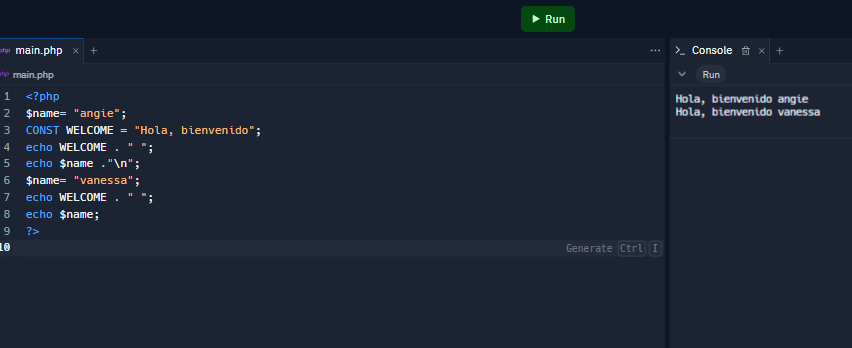 Run
php main.php × +
...
Console × +
php main.php
Run
1 <?php
2 $name= "angie";
3 CONST WELCOME = "Hola, bienvenido";
4 echo WELCOME . " ";
5 echo $name ."\n";
6 $name= "vanessa";
7 echo WELCOME . " ";
8 echo $name;
9 ?>
10
Generate Ctrl I
Hola, bienvenido angie
Hola, bienvenido vanessa